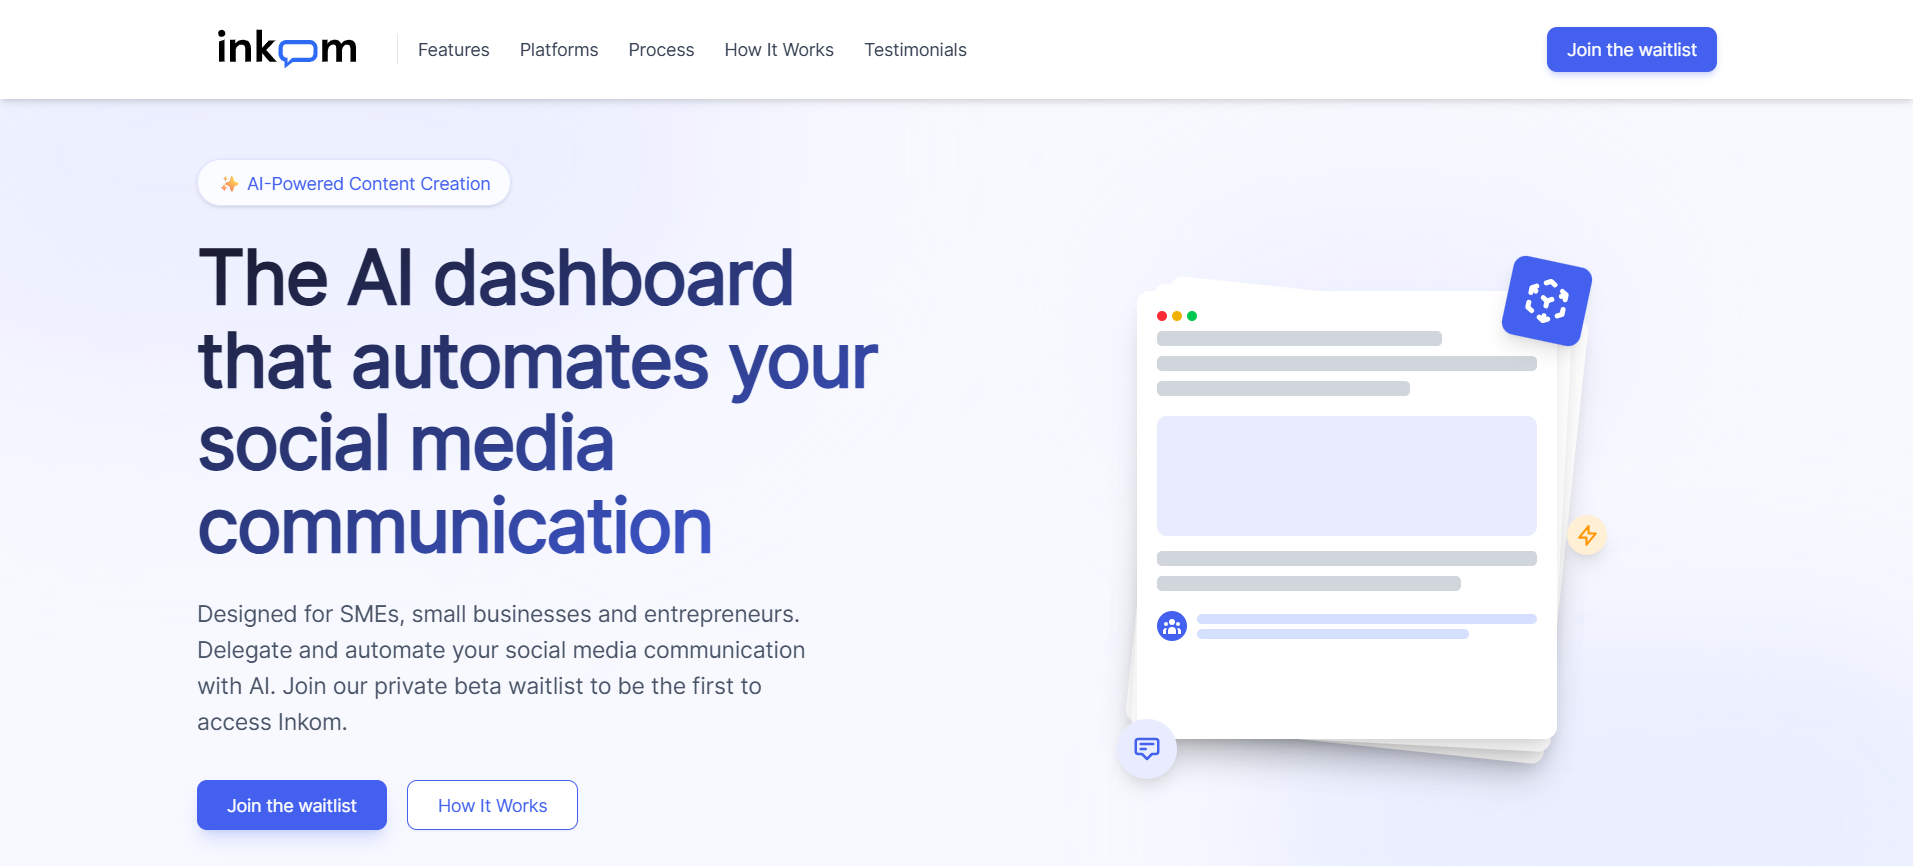 inkom
Features
Platforms
Process
How It Works
Testimonials
Join the waitlist
AI-Powered Content Creation
The AI dashboard
that automates your
social media
communication
Designed for SMEs, small businesses and entrepreneurs.
Delegate and automate your social media communication
with AI. Join our private beta waitlist to be the first to
access Inkom.
Join the waitlist
How It Works